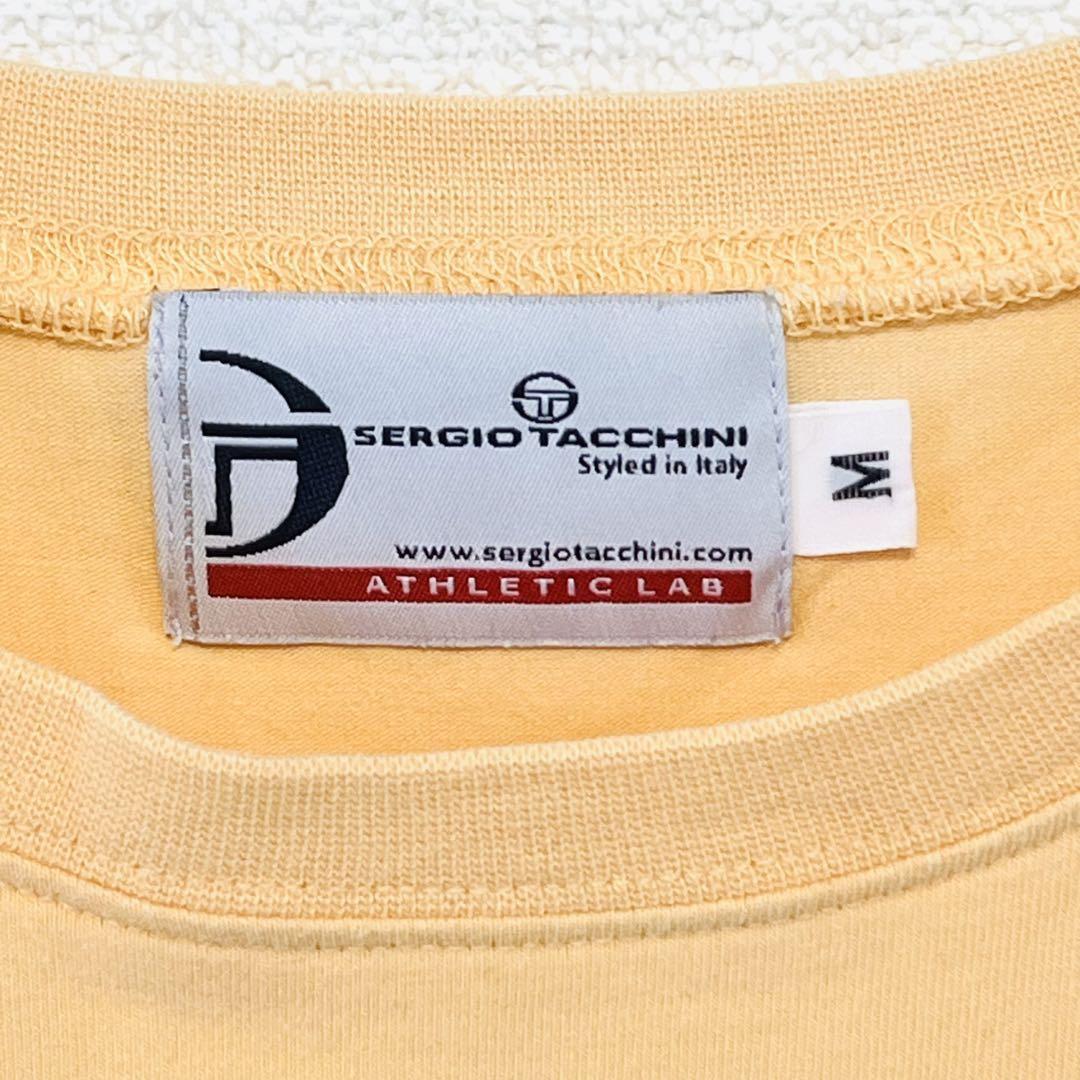 SERGIO TACCHINI
Styled in Italy
www.sergiotacchini.com
ATHLETIC LAB
M